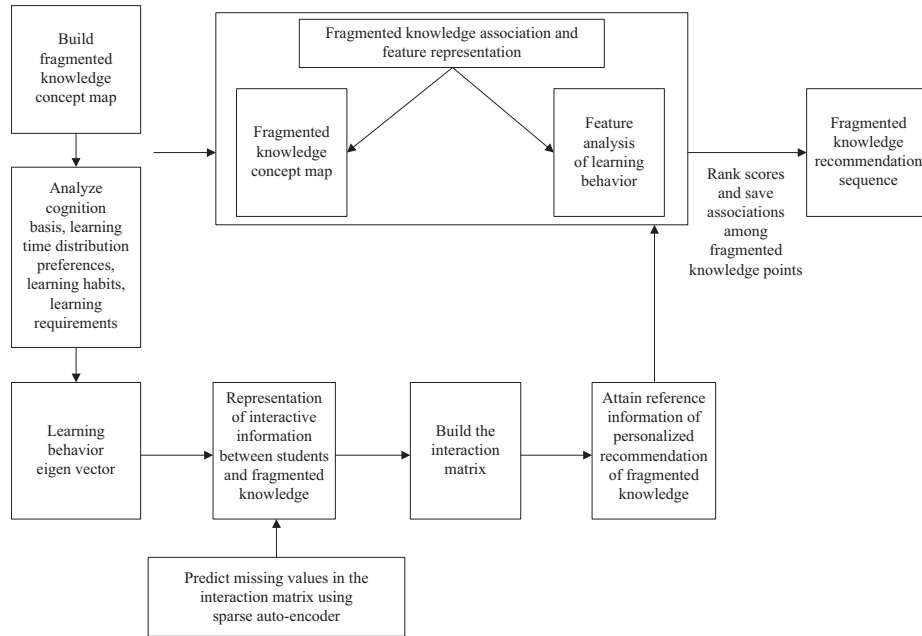 Build
fragmented
knowledge
concept map
Fragmented knowledge association and
feature representation
Fragmented
knowledge
concept map
Feature
analysis
of learning
behavior
Fragmented
knowledge
recommendation
sequence
Rank scores
and save
associations
among
fragmented
knowledge points
Analyze
cognition
basis, learning
time distribution
preferences,
learning habits,
learning
requirements
Learning
behavior
eigen vector
Representation
of interactive
information
between students
and fragmented
knowledge
Build the
interaction
matrix
Attain reference
information of
personalized
recommendation
of fragmented
knowledge
Predict missing values in the
interaction matrix using
sparse auto-encoder